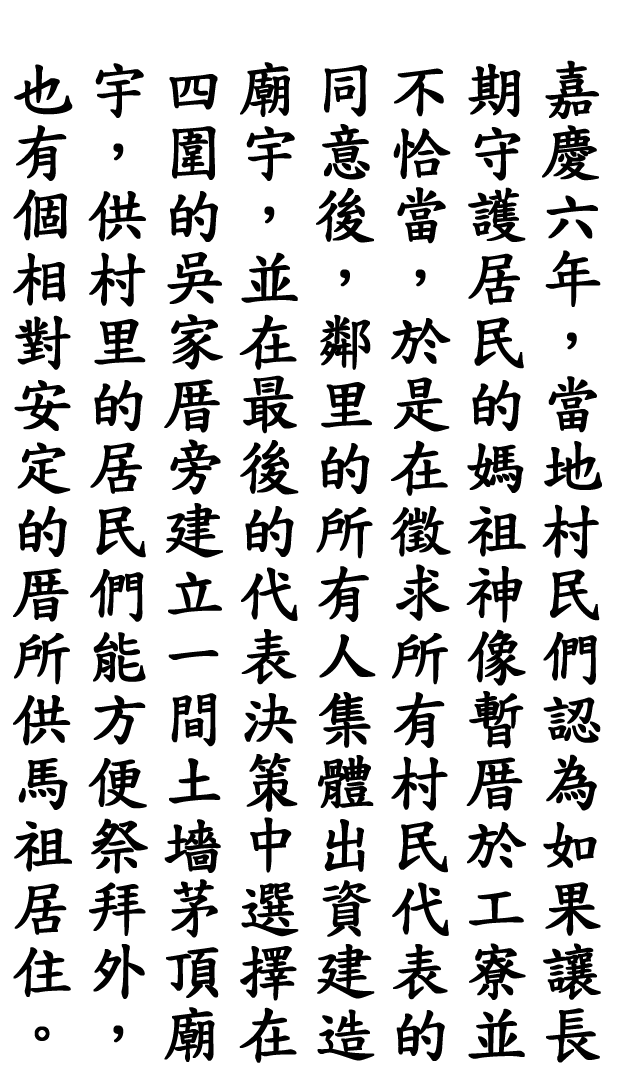 嘉慶六年，當地村民們認為如果讓長
期守護居民的媽祖神像暫厝於工寮並
不恰當，於是在徵求所有村民代表的
同意後，鄰里的所有人集體出資建造
廟宇，並在最後的代表決策中選擇在
四圍的吳家厝旁建立一間土墻茅頂廟
宇，供村里的居民們能方便祭拜外，
也有個相對安定的厝所供馬祖居住。